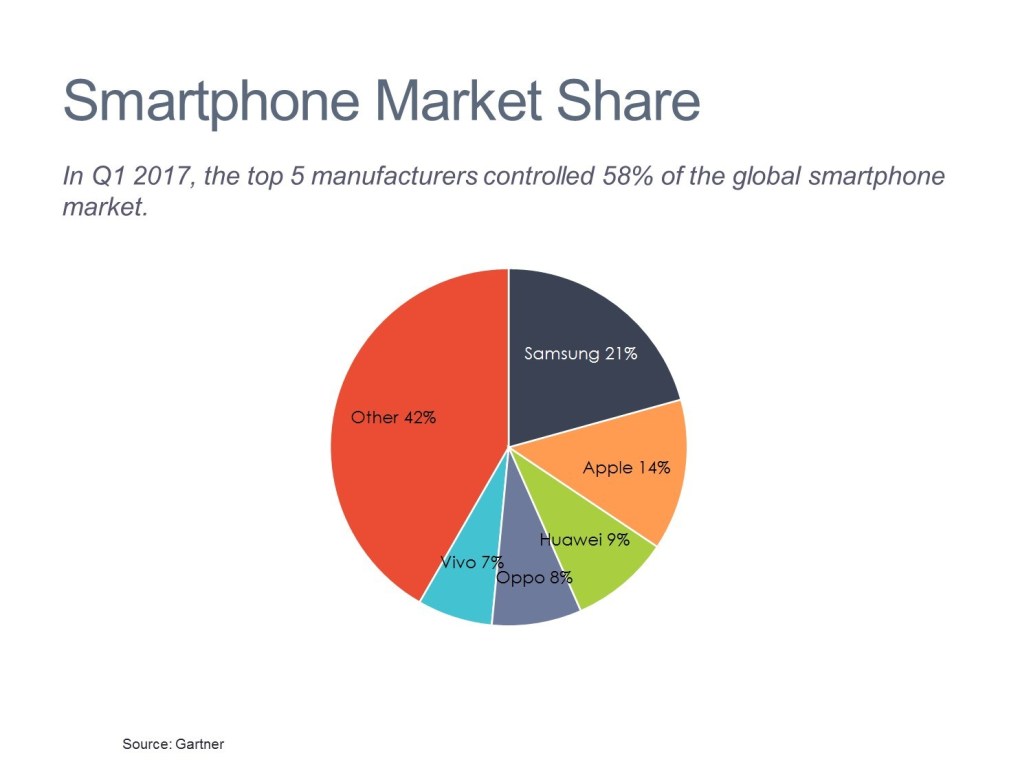 Smartphone Market Share
In Q1 2017, the top 5 manufacturers controlled 58% of the global smartphone
market.
Samsung 21%
Other 42%
Apple 14%
Huawei 9%
Vivo 7%
Oppo 8%
Source: Gartner